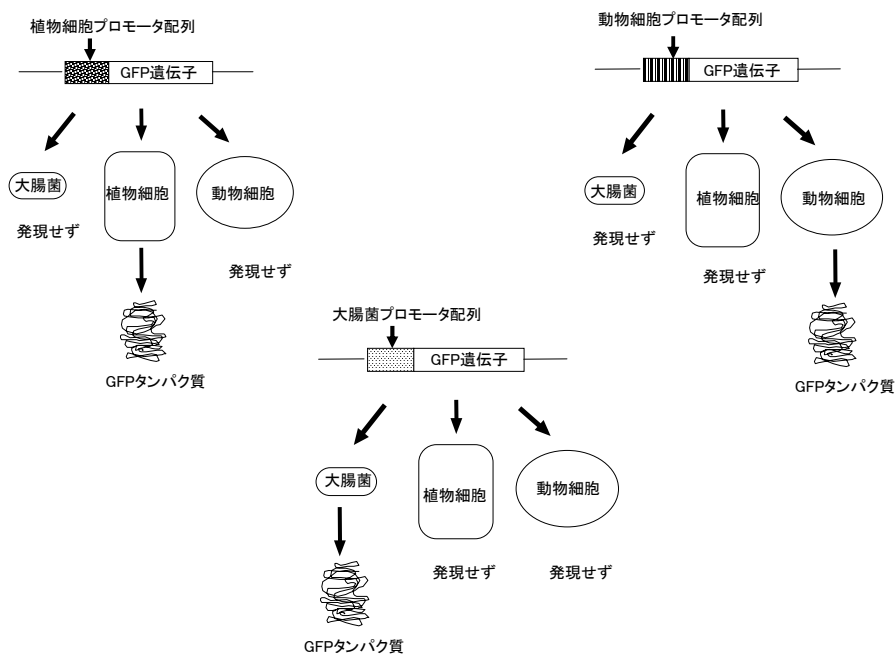 植物細胞プロモータ配列
GFP遺伝子
大腸菌
植物細胞
動物細胞
発現せず
発現せず
GFPタンパク質
動物細胞プロモータ配列
GFP遺伝子
大腸菌
植物細胞
動物細胞
発現せず
発現せず
GFPタンパク質
大腸菌プロモータ配列
GFP遺伝子
大腸菌
植物細胞
動物細胞
発現せず
発現せず
GFPタンパク質